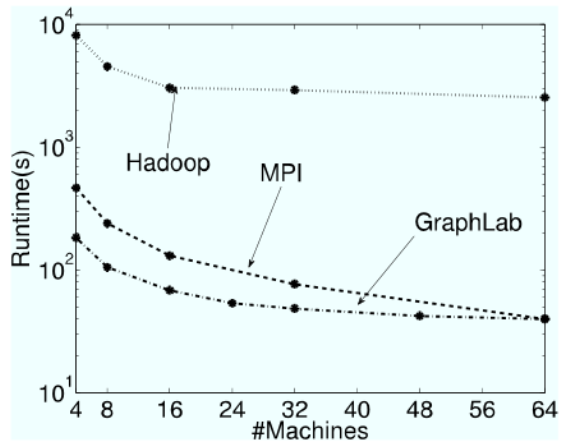 10^4
10^3
10^2
10^1
Runtime(s)
Hadoop
MPI
GraphLab
4 8 16 24 32 40 48 56 64
#Machines